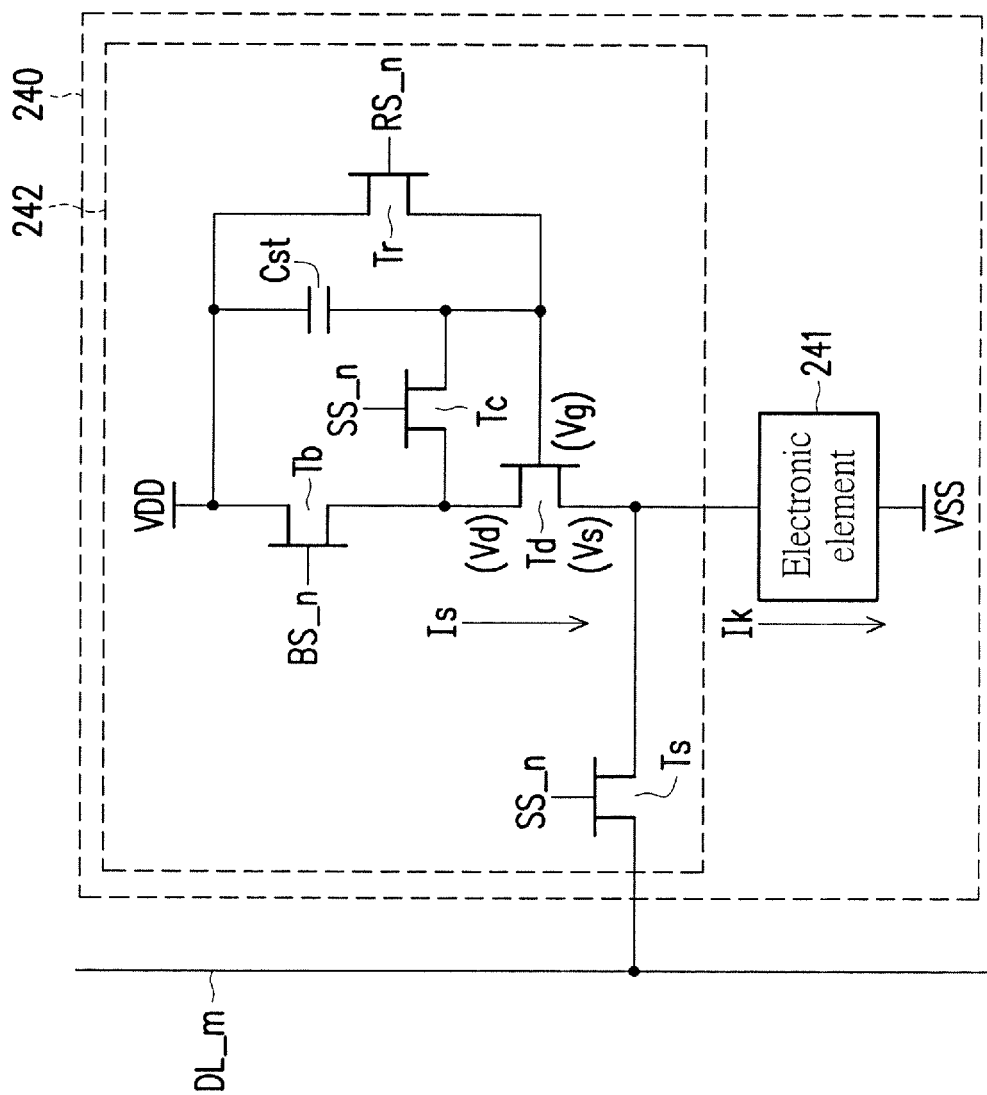 240
242
VDD
Cst
RS_n
Tr
SS_n
Tc
Tb
BS_n
(Vd)
(Vg)
Td
(Vs)
Is
SS_n
Ts
DL_m
Ik
Electronic
element
241
VSS